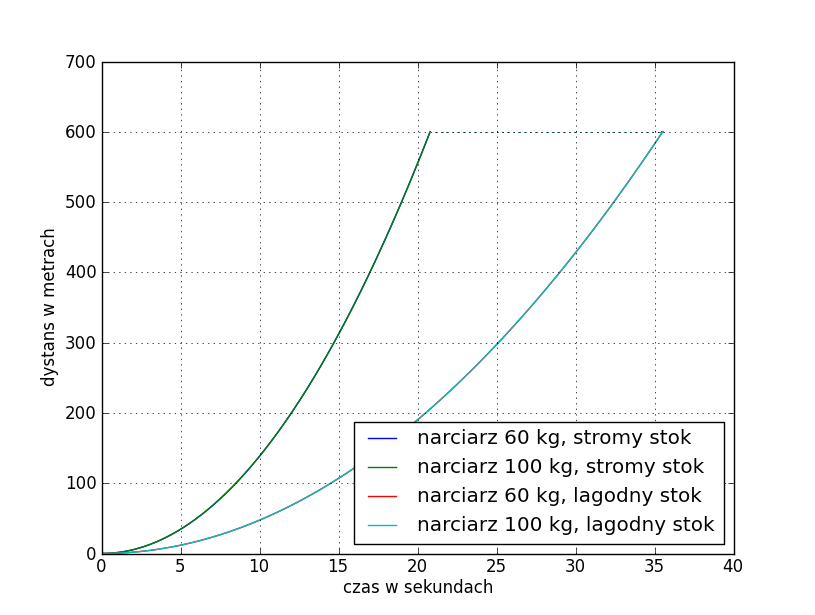 700
600
500
400
300
200
100
0
dystans w metrach
narciarz 60 kg, stromy stok
narciarz 100 kg, stromy stok
narciarz 60 kg, lagodny stok
narciarz 100 kg, lagodny stok
0 5 10 15 20 25 30 35 40
czas w sekundach